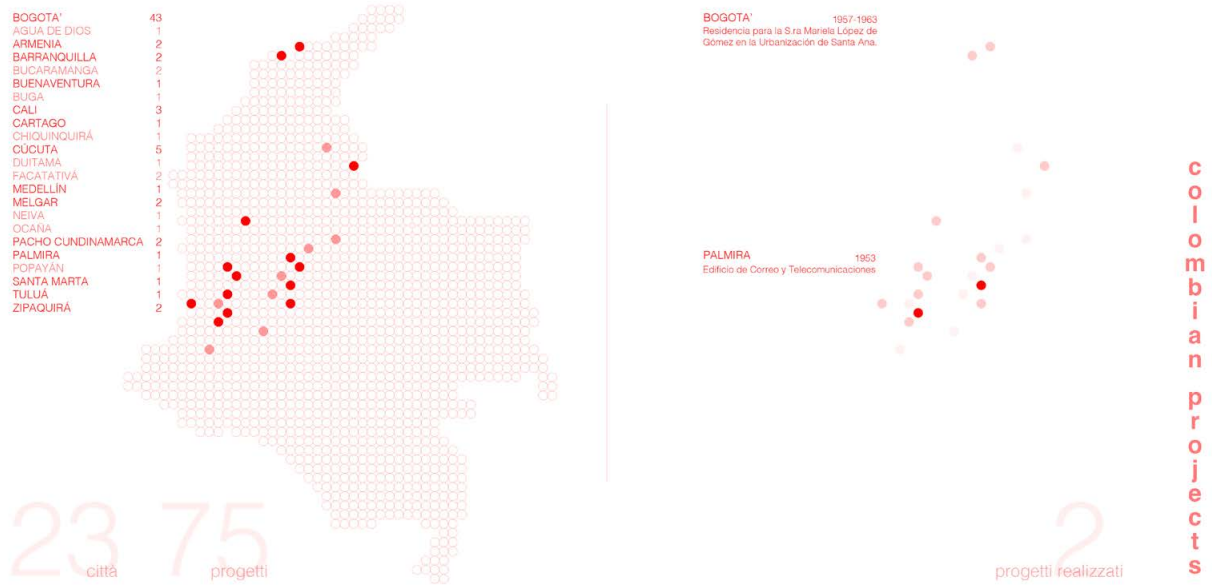 BOGOTA' 43
AGUA DE DIOS 1
ARMENIA 2
BARRANQUILLA 2
BUCARAMANGA 2
BUENAVENTURA 1
BUGA 1
CALI 3
CARTAGO 1
CHIQUINQUIRÁ 1
CÚCUTA 5
DUITAMA 1
FACATATIVÁ 2
MEDELLÍN 1
MELGAR 2
NEIVA 1
OCAÑA 1
PACHO CUNDINAMARCA 2
PALMIRA 1
POPAYÁN 1
SANTA MARTA 1
TULUÁ 1
ZIPAQUIRÁ 2
23 città
75 progetti
BOGOTA' 1957-1963
Residencia para la S.ra Mariela López de
Gómez en la Urbanización de Santa Ana.
PALMIRA 1953
Edificio de Correo y Telecomunicaciones
2
progetti realizzati
colombian projects